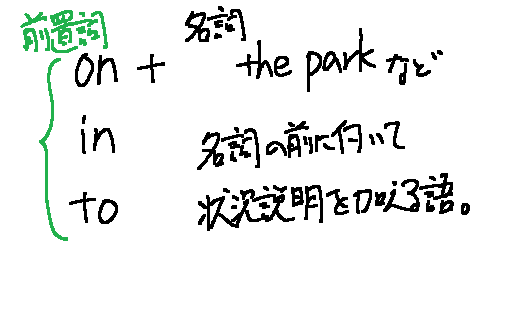 前置詞
名詞
on + the park など
in 名詞の前に付いて
to 状況説明を加える語。